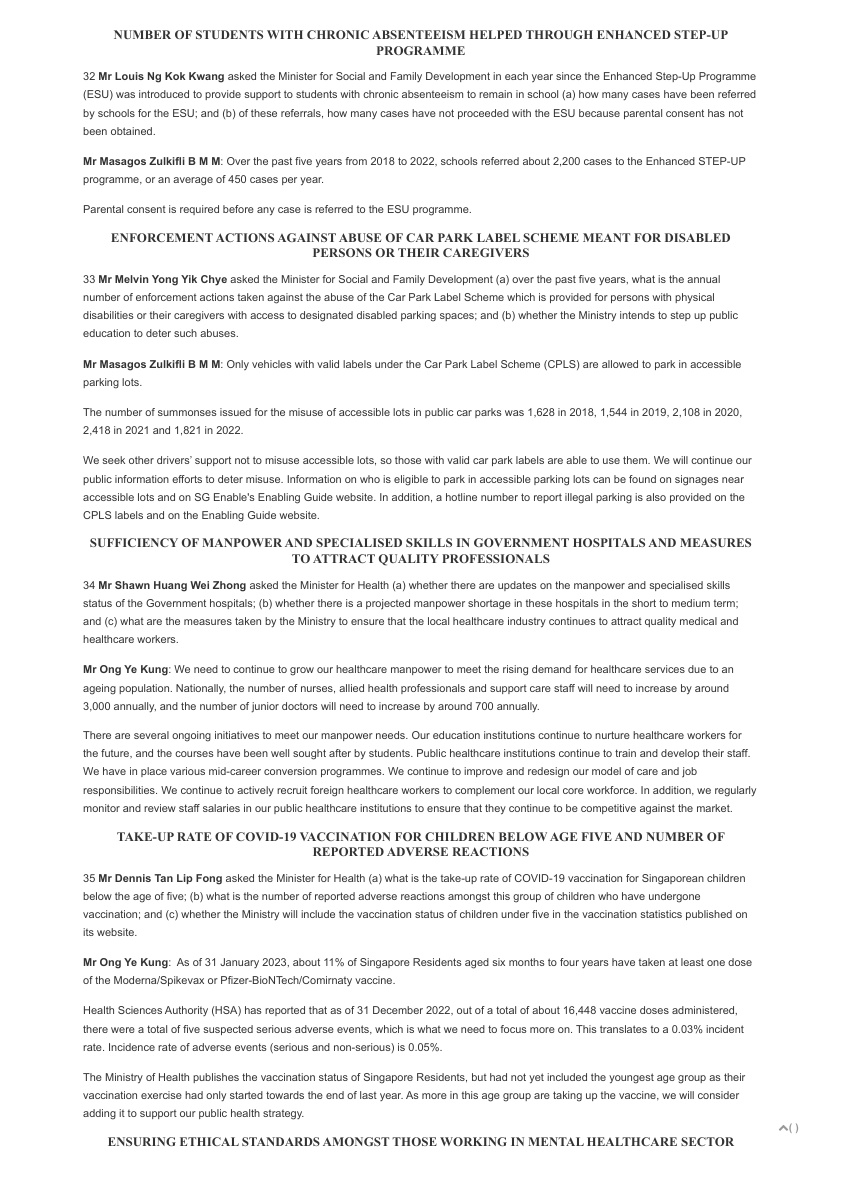 NUMBER OF STUDENTS WITH CHRONIC ABSENTEEISM HELPED THROUGH ENHANCED STEP-UP
PROGRAMME
32 Mr Louis Ng Kok Kwang asked the Minister for Social and Family Development in each year since the Enhanced Step-Up Programme
(ESU) was introduced to provide support to students with chronic absenteeism to remain in school (a) how many cases have been referred
by schools for the ESU; and (b) of these referrals, how many cases have not proceeded with the ESU because parental consent has not
been obtained.
Mr Masagos Zulkifli B M M: Over the past five years from 2018 to 2022, schools referred about 2,200 cases to the Enhanced STEP-UP
programme, or an average of 450 cases per year.
Parental consent is required before any case is referred to the ESU programme.
ENFORCEMENT ACTIONS AGAINST ABUSE OF CAR PARK LABEL SCHEME MEANT FOR DISABLED
PERSONS OR THEIR CAREGIVERS
33 Mr Melvin Yong Yik Chye asked the Minister for Social and Family Development (a) over the past five years, what is the annual
number of enforcement actions taken against the abuse of the Car Park Label Scheme which is provided for persons with physical
disabilities or their caregivers with access to designated disabled parking spaces; and (b) whether the Ministry intends to step up public
education to deter such abuses.
Mr Masagos Zulkifli B M M: Only vehicles with valid labels under the Car Park Label Scheme (CPLS) are allowed to park in accessible
parking lots.
The number of summonses issued for the misuse of accessible lots in public car parks was 1,628 in 2018, 1,544 in 2019, 2,108 in 2020,
2,418 in 2021 and 1,821 in 2022.
We seek other drivers' support not to misuse accessible lots, so those with valid car park labels are able to use them. We will continue our
public information efforts to deter misuse. Information on who is eligible to park in accessible parking lots can be found on signages near
accessible lots and on SG Enable's Enabling Guide website. In addition, a hotline number to report illegal parking is also provided on the
CPLS labels and on the Enabling Guide website.
SUFFICIENCY OF MANPOWER AND SPECIALISED SKILLS IN GOVERNMENT HOSPITALS AND MEASURES
TO ATTRACT QUALITY PROFESSIONALS
34 Mr Shawn Huang Wei Zhong asked the Minister for Health (a) whether there are updates on the manpower and specialised skills
status of the Government hospitals; (b) whether there is a projected manpower shortage in these hospitals in the short to medium term;
and (c) what are the measures taken by the Ministry to ensure that the local healthcare industry continues to attract quality medical and
healthcare workers.
Mr Ong Ye Kung: We need to continue to grow our healthcare manpower to meet the rising demand for healthcare services due to an
ageing population. Nationally, the number of nurses, allied health professionals and support care staff will need to increase by around
3,000 annually, and the number of junior doctors will need to increase by around 700 annually.
There are several ongoing initiatives to meet our manpower needs. Our education institutions continue to nurture healthcare workers for
the future, and the courses have been well sought after by students. Public healthcare institutions continue to train and develop their staff.
We have in place various mid-career conversion programmes. We continue to improve and redesign our model of care and job
responsibilities. We continue to actively recruit foreign healthcare workers to complement our local core workforce. In addition, we regularly
monitor and review staff salaries in our public healthcare institutions to ensure that they continue to be competitive against the market.
TAKE-UP RATE OF COVID-19 VACCINATION FOR CHILDREN BELOW AGE FIVE AND NUMBER OF
REPORTED ADVERSE REACTIONS
35 Mr Dennis Tan Lip Fong asked the Minister for Health (a) what is the take-up rate of COVID-19 vaccination for Singaporean children
below the age of five; (b) what is the number of reported adverse reactions amongst this group of children who have undergone
vaccination; and (c) whether the Ministry will include the vaccination status of children under five in the vaccination statistics published on
its website.
Mr Ong Ye Kung: As of 31 January 2023, about 11% of Singapore Residents aged six months to four years have taken at least one dose
of the Moderna/Spikevax or Pfizer-BioNTech/Comirnaty vaccine.
Health Sciences Authority (HSA) has reported that as of 31 December 2022, out of a total of about 16,448 vaccine doses administered,
there were a total of five suspected serious adverse events, which is what we need to focus more on. This translates to a 0.03% incident
rate. Incidence rate of adverse events (serious and non-serious) is 0.05%.
The Ministry of Health publishes the vaccination status of Singapore Residents, but had not yet included the youngest age group as their
vaccination exercise had only started towards the end of last year. As more in this age group are taking up the vaccine, we will consider
adding it to support our public health strategy.
( )
ENSURING ETHICAL STANDARDS AMONGST THOSE WORKING IN MENTAL HEALTHCARE SECTOR